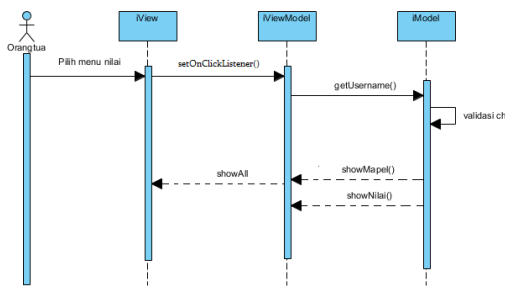 iView
iViewModel
iModel
Orangtua
Pilih menu nilai
setOnClickListener()
getUsername()
validasi ch
showMapel()
showAll
showNilai()